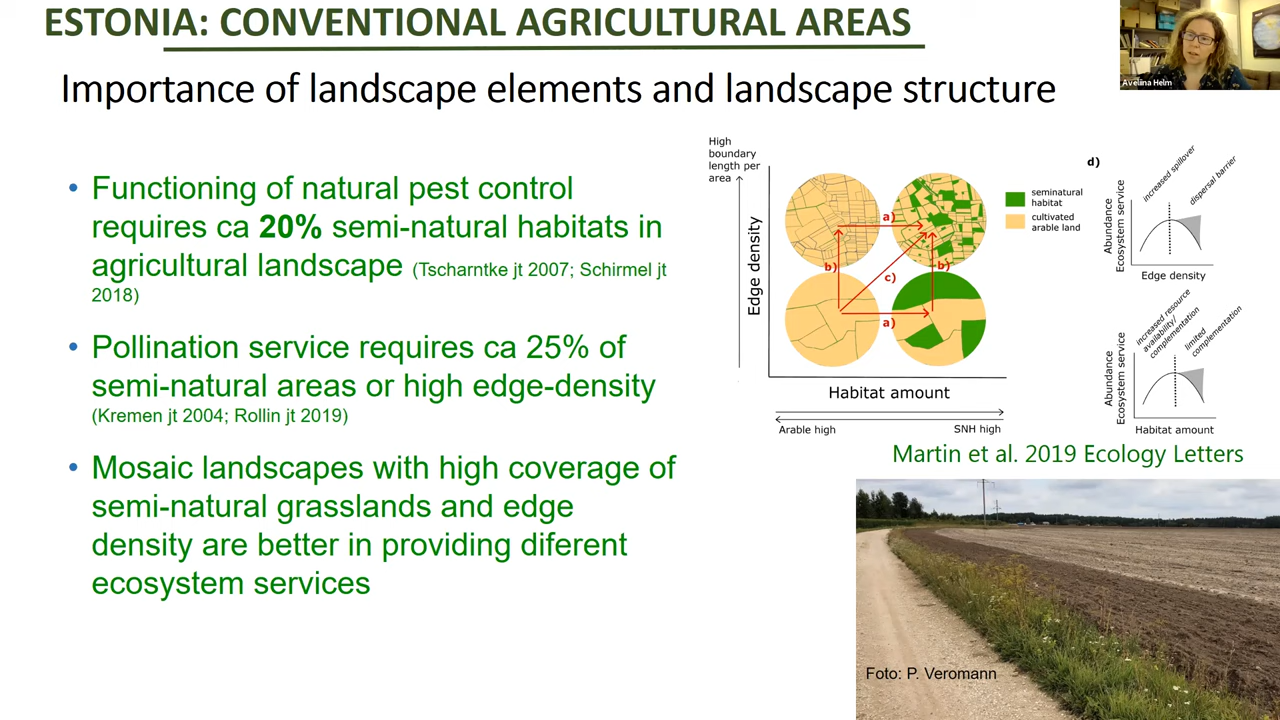 ESTONIA: CONVENTIONAL AGRICULTURAL AREAS
Importance of landscape elements and landscape structure
Avelina Helm
• Functioning of natural pest control
requires ca 20% semi-natural habitats in
agricultural landscape (Tscharntke jt 2007; Schirmel jt
2018)
• Pollination service requires ca 25% of
semi-natural areas or high edge-density
(Kremen jt 2004; Rollin jt 2019)
• Mosaic landscapes with high coverage of
semi-natural grasslands and edge
density are better in providing diferent
ecosystem services
High
boundary
length per
area
Edge density
a)
b)
c)
b)
a)
Habitat amount
Arable high
SNH high
seminatural
habitat
cultivated
arable land
d)
increased spillover
dispersal barrier
Abundance
Ecosystem service
Edge density
increased resource
availability/
complementation
limited
complementation
Abundance
Ecosystem service
Habitat amount
Martin et al. 2019 Ecology Letters
Foto: P. Veromann